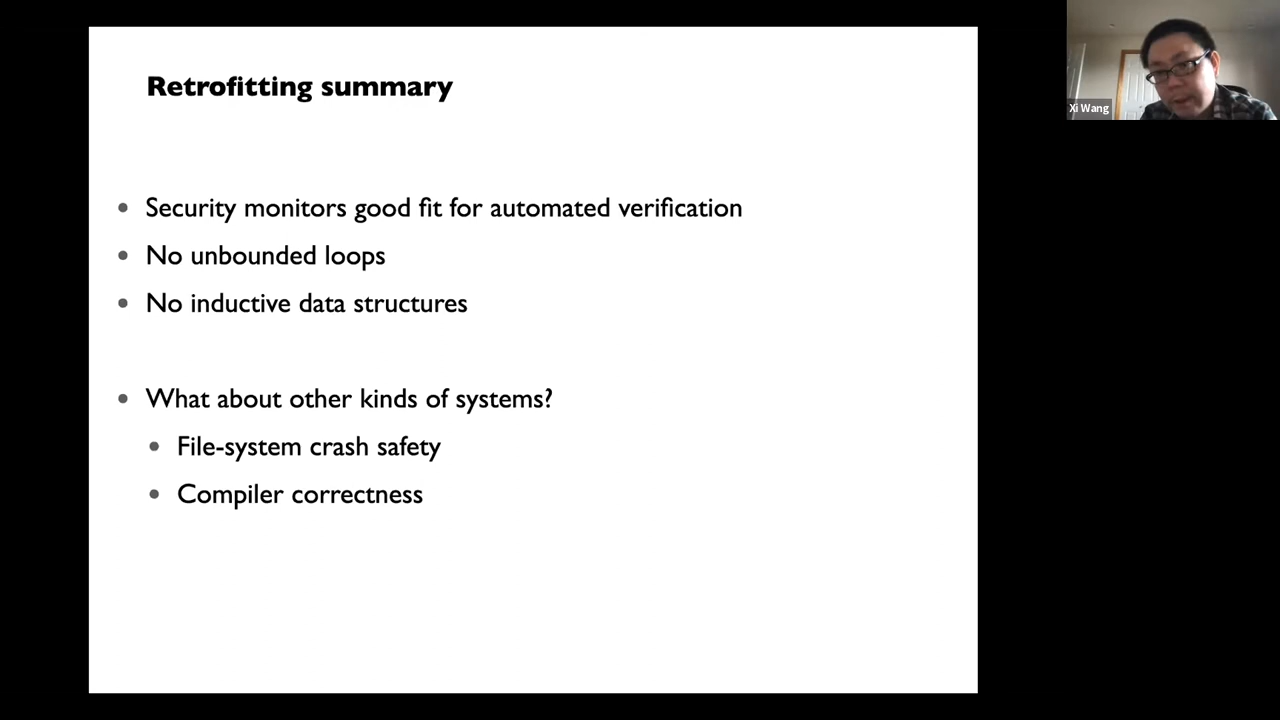 Retrofitting summary
Xi Wang
• Security monitors good fit for automated verification
• No unbounded loops
• No inductive data structures
• What about other kinds of systems?
• File-system crash safety
• Compiler correctness